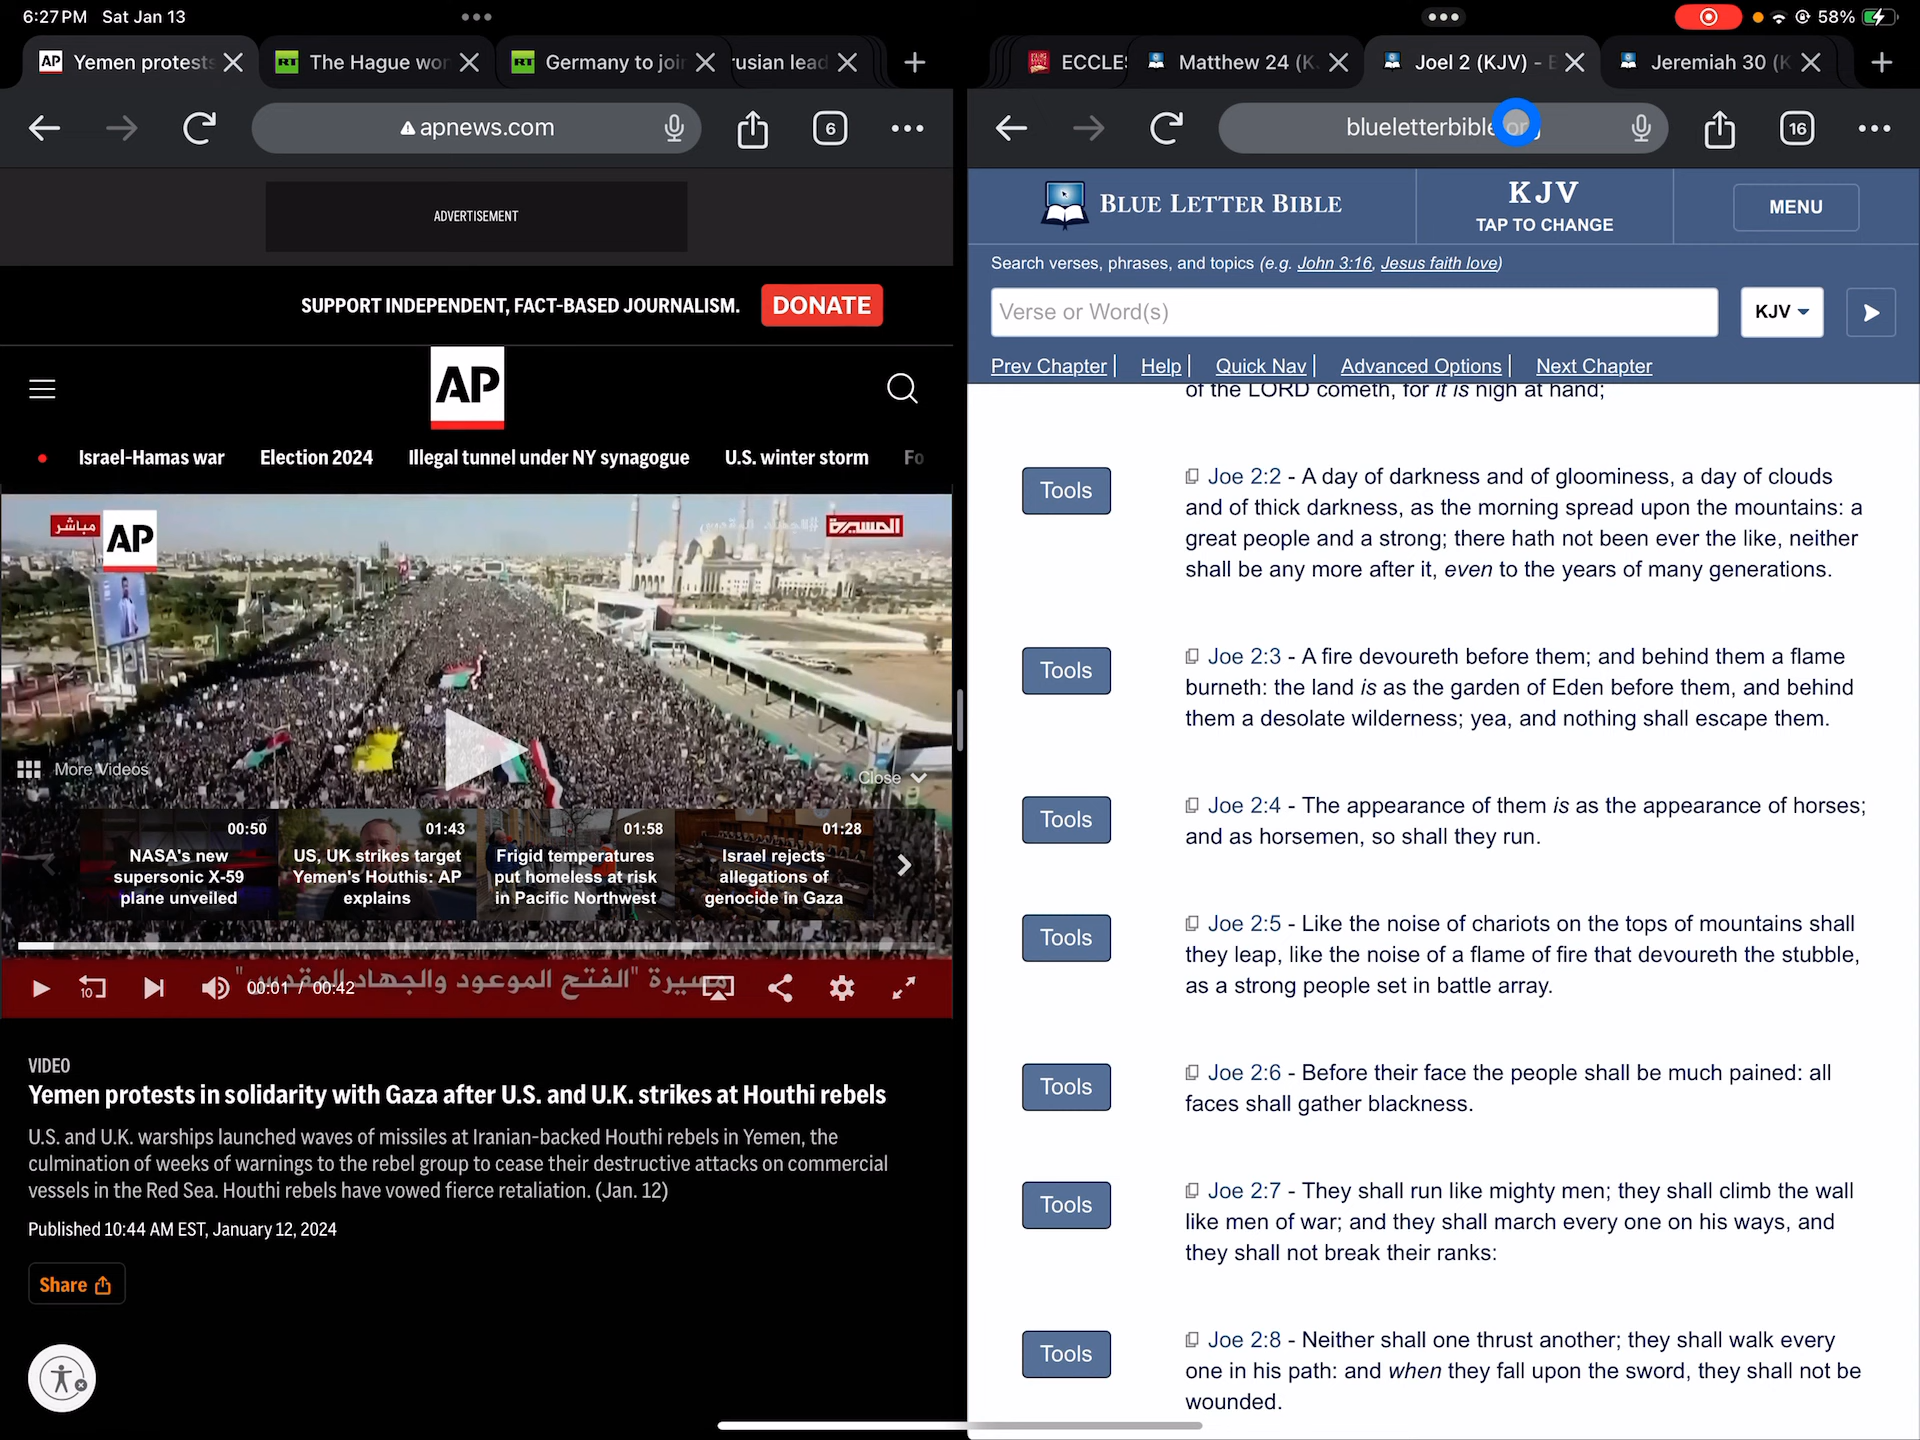 6:27 PM Sat Jan 13
58%
AP Yemen protests
RT The Hague wor
RT Germany to joi
rusian lead
apnews.com
6
ADVERTISEMENT
SUPPORT INDEPENDENT, FACT-BASED JOURNALISM. DONATE
AP
Israel-Hamas war Election 2024 Illegal tunnel under NY synagogue U.S. winter storm Fo
مباشر AP المسيرة
More Videos
Close
00:50
NASA's new
supersonic X-59
plane unveiled
01:43
US, UK strikes target
Yemen's Houthis: AP
explains
01:58
Frigid temperatures
put homeless at risk
in Pacific Northwest
01:28
Israel rejects
allegations of
genocide in Gaza
مسيرة "الفتح الموعود والجهاد المقدس"
10 00:01 / 00:42
VIDEO
Yemen protests in solidarity with Gaza after U.S. and U.K. strikes at Houthi rebels
U.S. and U.K. warships launched waves of missiles at Iranian-backed Houthi rebels in Yemen, the
culmination of weeks of warnings to the rebel group to cease their destructive attacks on commercial
vessels in the Red Sea. Houthi rebels have vowed fierce retaliation. (Jan. 12)
Published 10:44 AM EST, January 12, 2024
Share
ECCLE
Matthew 24 (K
Joel 2 (KJV) -
Jeremiah 30 (K
blueletterbible.or
16
BLUE LETTER BIBLE
KJV
TAP TO CHANGE
MENU
Search verses, phrases, and topics (e.g. John 3:16, Jesus faith love)
Verse or Word(s)
KJV
Prev Chapter | Help | Quick Nav | Advanced Options | Next Chapter
of the LORD cometh, for it is nigh at hand;
Tools
Joe 2:2 - A day of darkness and of gloominess, a day of clouds
and of thick darkness, as the morning spread upon the mountains: a
great people and a strong; there hath not been ever the like, neither
shall be any more after it, even to the years of many generations.
Tools
Joe 2:3 - A fire devoureth before them; and behind them a flame
burneth: the land is as the garden of Eden before them, and behind
them a desolate wilderness; yea, and nothing shall escape them.
Tools
Joe 2:4 - The appearance of them is as the appearance of horses;
and as horsemen, so shall they run.
Tools
Joe 2:5 - Like the noise of chariots on the tops of mountains shall
they leap, like the noise of a flame of fire that devoureth the stubble,
as a strong people set in battle array.
Tools
Joe 2:6 - Before their face the people shall be much pained: all
faces shall gather blackness.
Tools
Joe 2:7 - They shall run like mighty men; they shall climb the wall
like men of war; and they shall march every one on his ways, and
they shall not break their ranks:
Tools
Joe 2:8 - Neither shall one thrust another; they shall walk every
one in his path: and when they fall upon the sword, they shall not be
wounded.